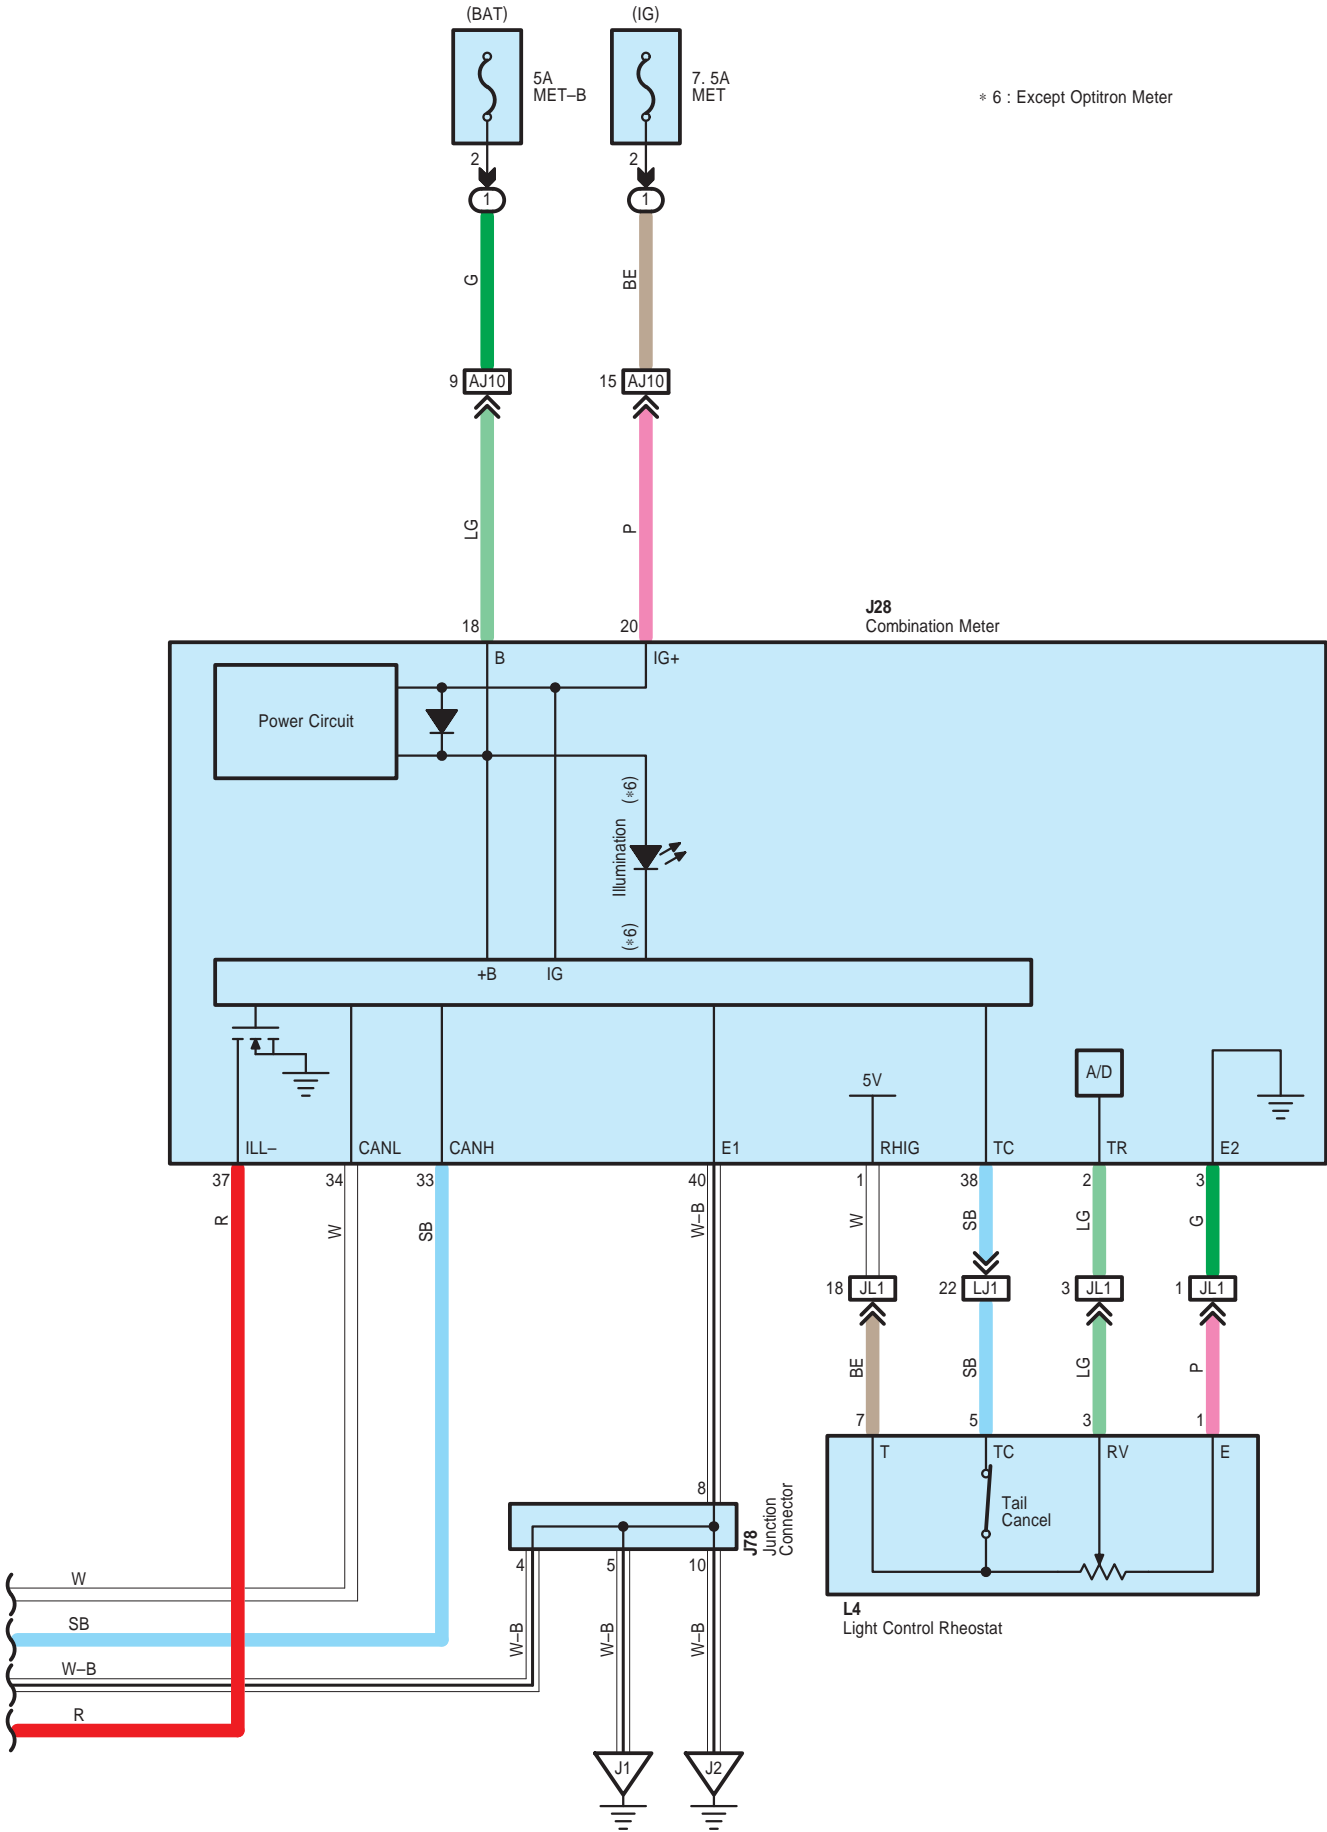 (BAT)
(IG)
5A
MET–B
7. 5A
MET
* 6 : Except Optitron Meter
2
2
1
1
G
BE
9 AJ10
15 AJ10
LG
P
J28
Combination Meter
18
20
B
IG+
Power Circuit
(*6)
Illumination
(*6)
+B
IG
5V
A/D
ILL–
CANL
CANH
E1
RHIG
TC
TR
E2
37
34
33
40
1
38
2
3
R
W
SB
W–B
W
SB
LG
G
18 JL1
22 LJ1
3 JL1
1 JL1
BE
SB
LG
P
7
5
3
1
T
TC
RV
E
Tail
Cancel
L4
Light Control Rheostat
8
J78
Junction
Connector
4
5
10
W–B
W–B
W–B
W
SB
W–B
R
J1
J2